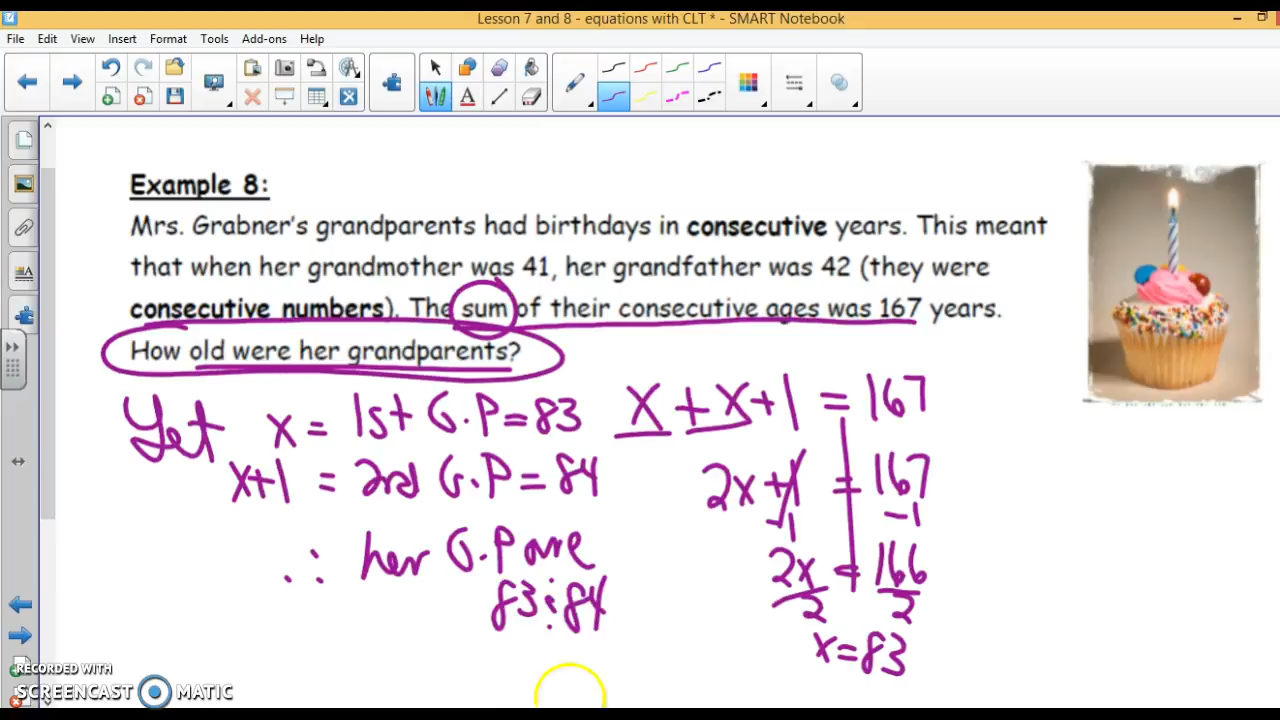 Lesson 7 and 8 - equations with CLT * - SMART Notebook
File Edit View Insert Format Tools Add-ons Help
Example 8:
Mrs. Grabner's grandparents had birthdays in consecutive years. This meant
that when her grandmother was 41, her grandfather was 42 (they were
consecutive numbers). The sum of their consecutive ages was 167 years.
How old were her grandparents?
Let x = 1st G.P = 83
x+1 = 2nd G.P = 84
∴ her G.P are
83 & 84
x + x + 1 = 167
2x + 1 = 167
-1 -1
2x = 166
2 2
x = 83
RECORDED WITH
SCREENCAST MATIC